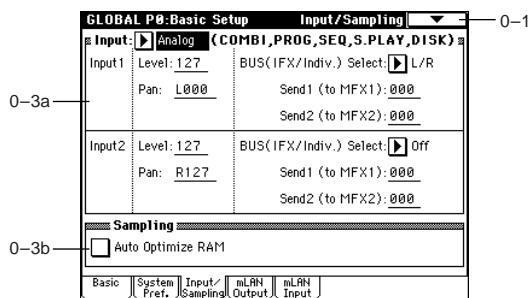 GLOBAL P0:Basic Setup Input/Sampling
0–1
Input: Analog (COMBI,PROG,SEQ,S.PLAY,DISK)
Input1 Level: 127 BUS(IFX/Indiv.) Select: L/R
Pan: L000 Send1 (to MFX1): 000
0–3a
Send2 (to MFX2): 000
Input2 Level: 127 BUS(IFX/Indiv.) Select: Off
Pan: R127 Send1 (to MFX1): 000
Send2 (to MFX2): 000
Sampling
0–3b
Auto Optimize RAM
Basic System Pref. Input/Sampling mLAN Output mLAN Input